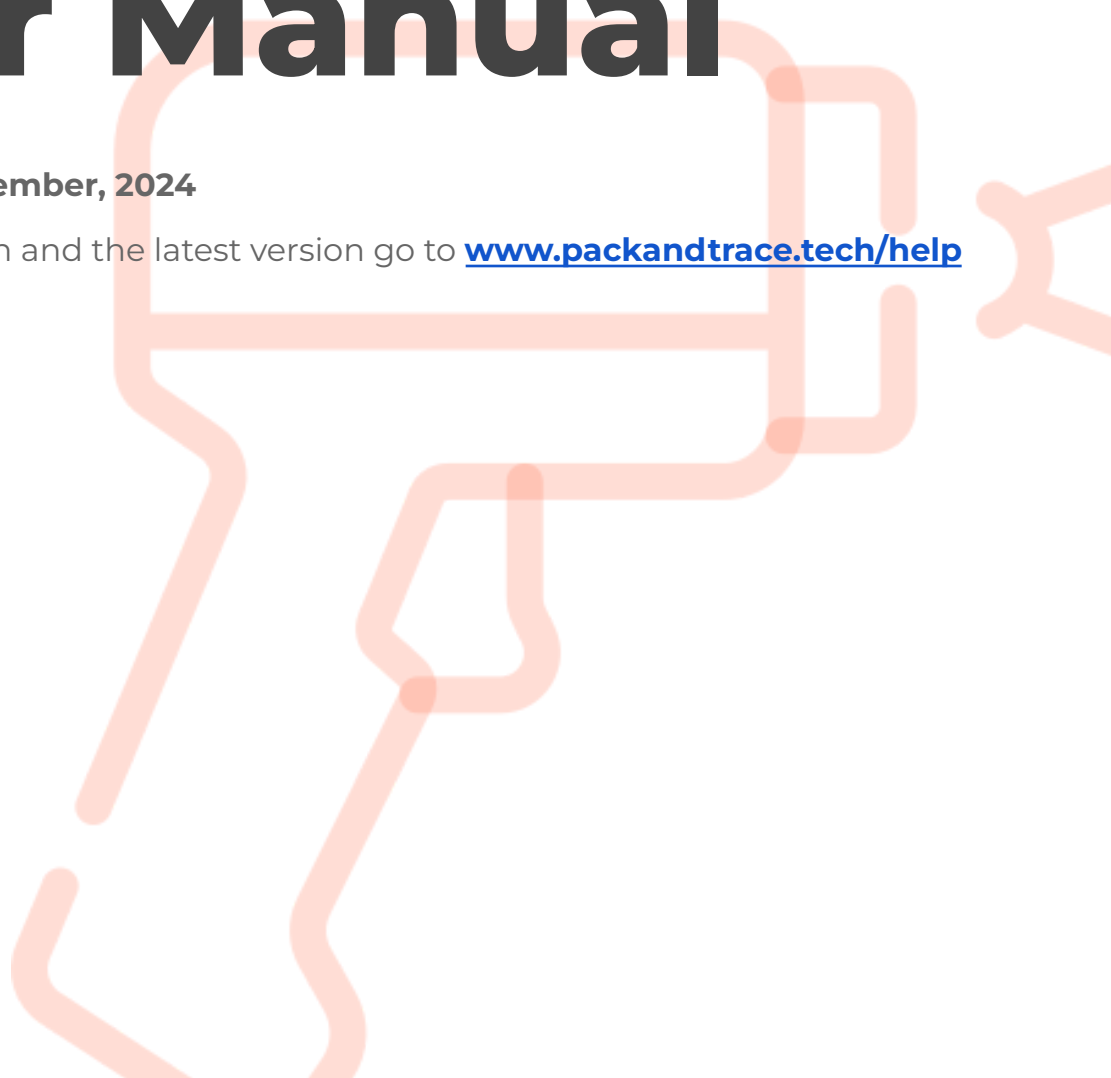 r Manual
ember, 2024
n and the latest version go to www.packandtrace.tech/help